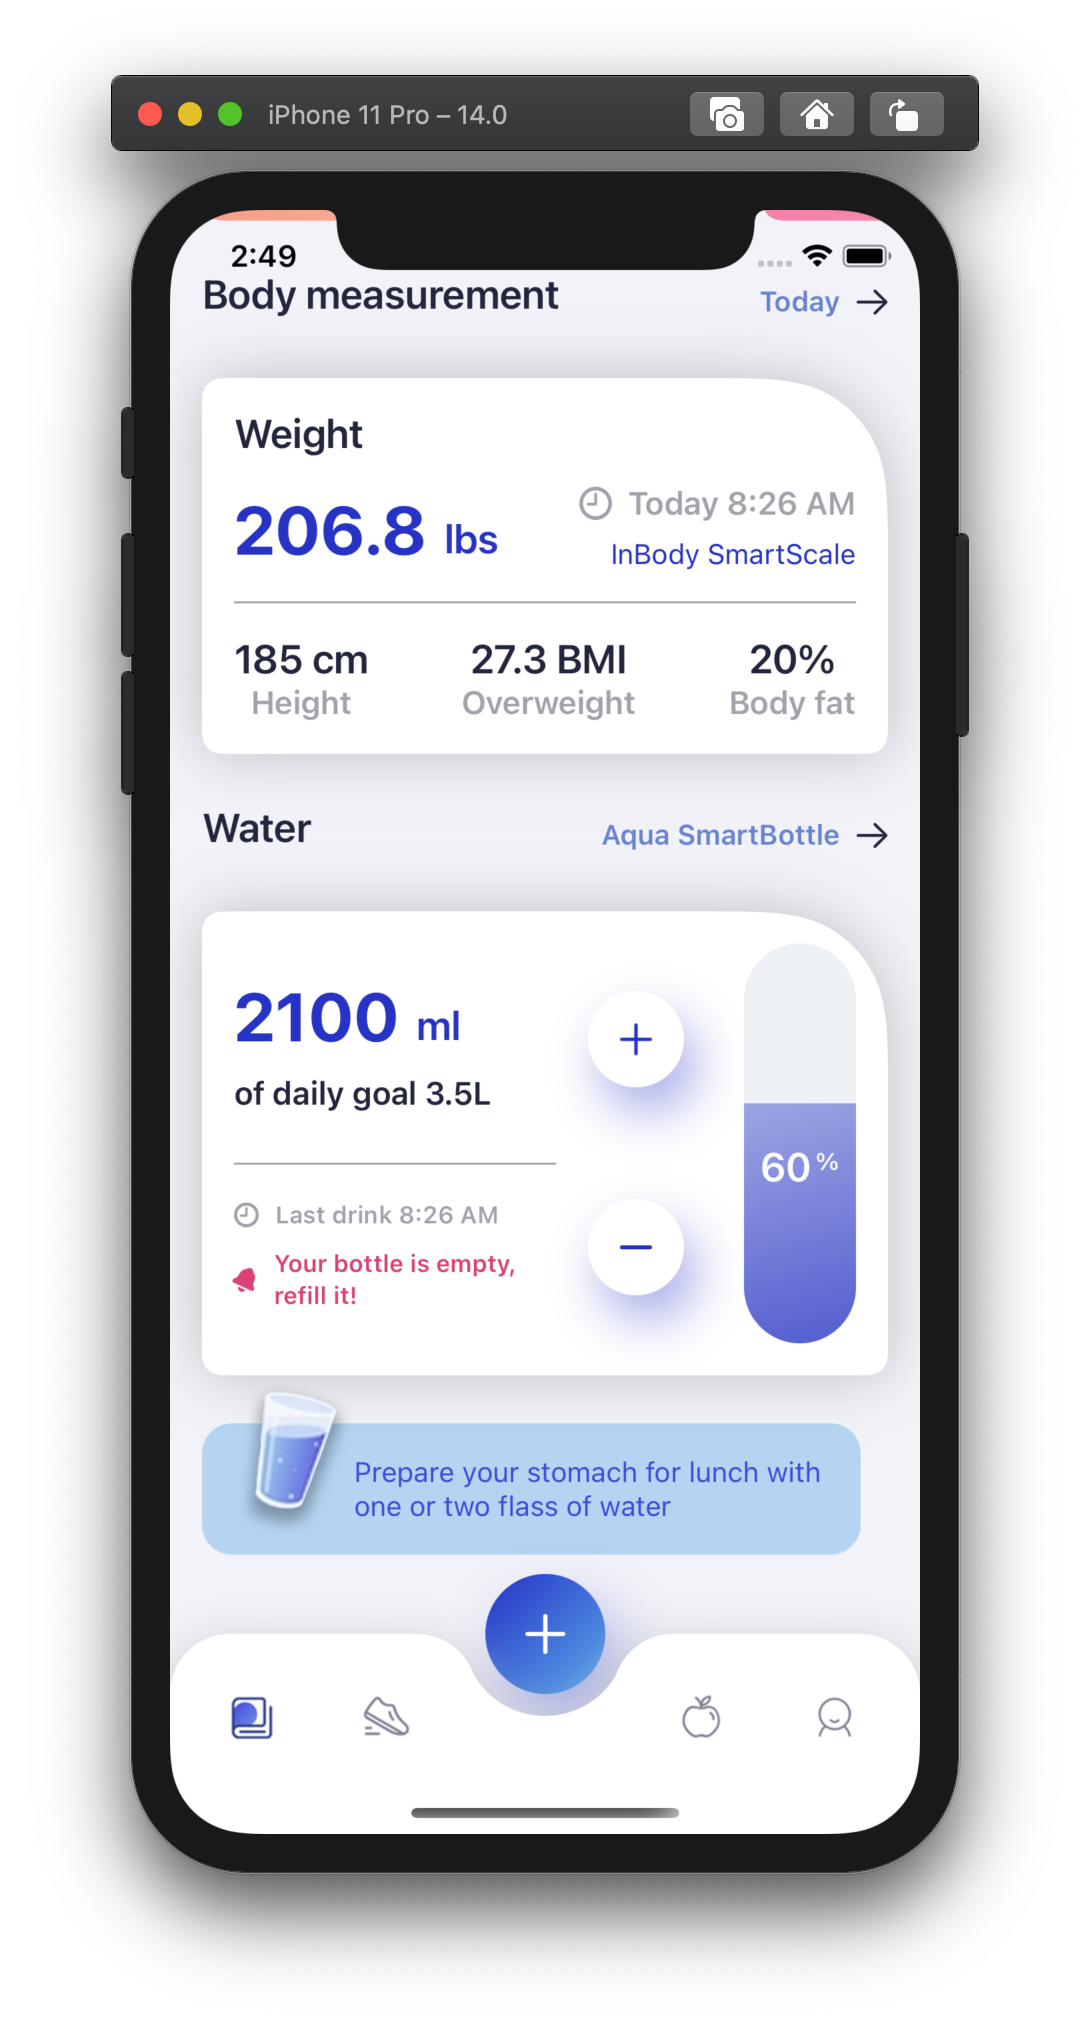 iPhone 11 Pro – 14.0
2:49
Body measurement
Today
Weight
206.8 lbs
Today 8:26 AM
InBody SmartScale
185 cm
Height
27.3 BMI
Overweight
20%
Body fat
Water
Aqua SmartBottle
2100 ml
of daily goal 3.5L
Last drink 8:26 AM
Your bottle is empty,
refill it!
60 %
Prepare your stomach for lunch with
one or two flass of water